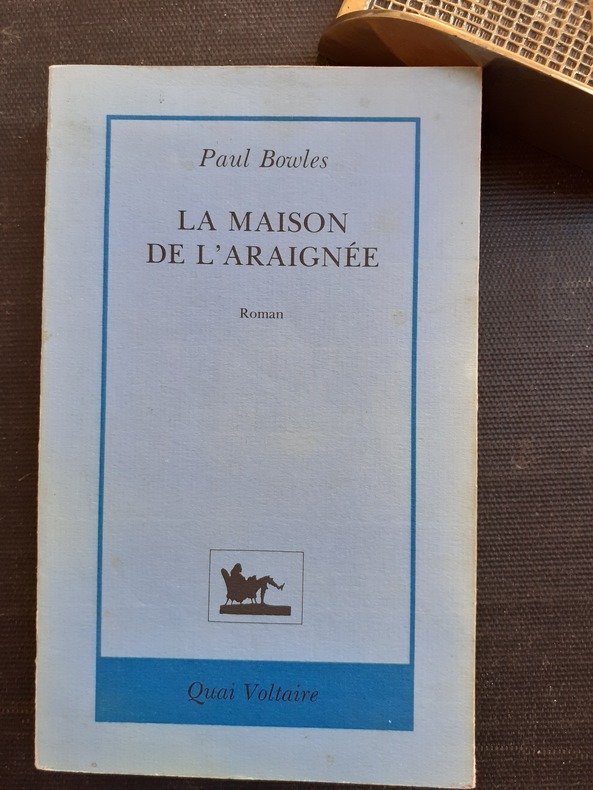 Paul Bowles
LA MAISON
DE L'ARAIGNÉE
Roman
Quai Voltaire